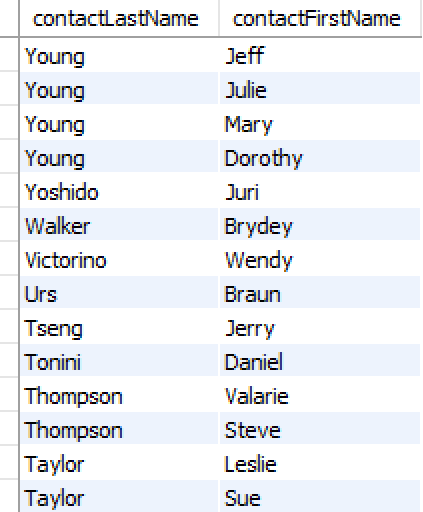 contactLastName contactFirstName
Young Jeff
Young Julie
Young Mary
Young Dorothy
Yoshido Juri
Walker Brydey
Victorino Wendy
Urs Braun
Tseng Jerry
Tonini Daniel
Thompson Valarie
Thompson Steve
Taylor Leslie
Taylor Sue